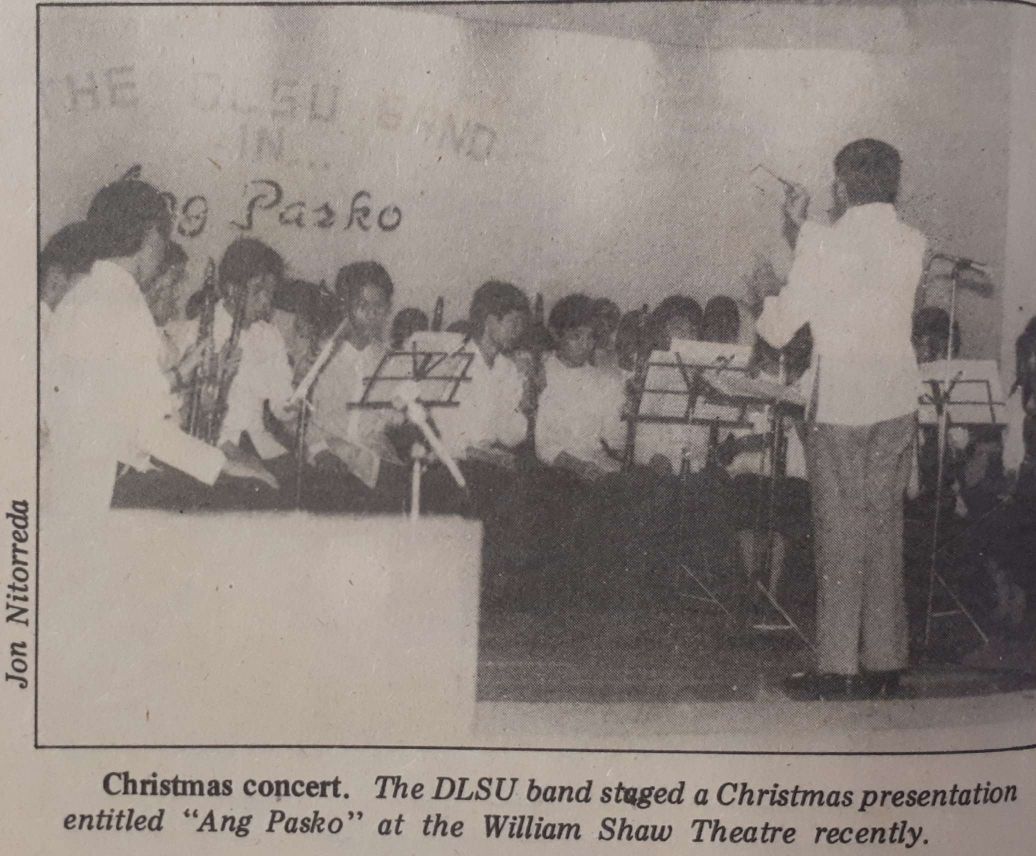 THE DLSU BAND
IN...
Ang Pasko
Jon Nitorreda
Christmas concert. The DLSU band staged a Christmas presentation
entitled "Ang Pasko" at the William Shaw Theatre recently.